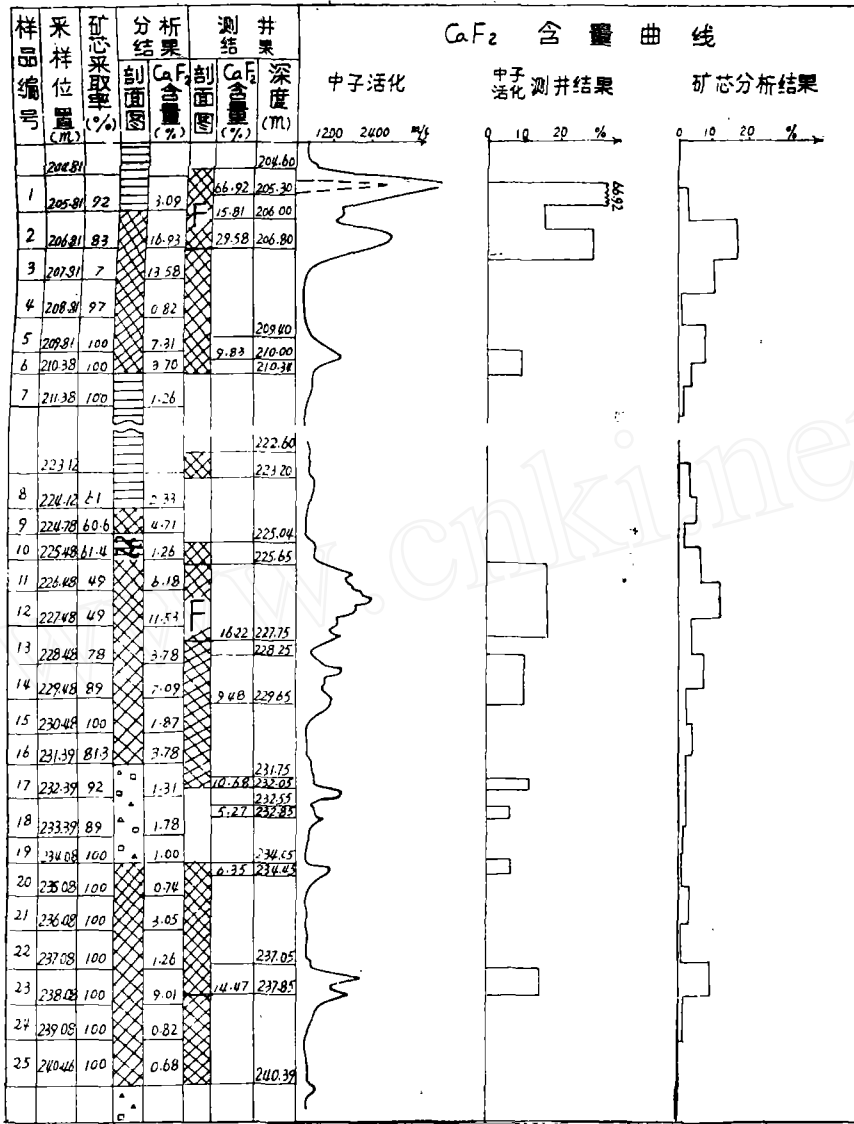 样品编号 采样位置(m) 矿芯采取率(%) 分析结果 测井结果 CaF2 含量曲线
剖面图 CaF2含量(%) 剖面图 CaF2含量(%) 深度(m) 中子活化 中子活化 测井结果 矿芯分析结果
1200 2400 m/s 0 10 20 % 0 10 20 %
204.81 204.60
1 205.81 92 3.09 66.92 205.30 66.92
F 15.81 206.00
2 206.81 83 16.93 29.58 206.80
3 207.81 7 13.58
4 208.81 97 0.82
209.40
5 209.81 100 7.31 9.83 210.00
6 210.38 100 3.70 210.34
7 211.38 100 1.26
222.60
223.12 223.20
8 224.12 61 2.33
9 224.78 60.6 4.71 225.04
10 225.48 61.4 1.26 225.65
11 226.48 49 6.18
12 227.48 49 11.53 F 16.22 227.75
13 228.48 78 3.78 228.25
14 229.48 89 7.09 9.48 229.65
15 230.48 100 1.87
16 231.39 81.3 3.78 231.75
17 232.39 92 1.31 10.68 232.05
232.55
18 233.39 89 1.78 5.27 232.85
19 234.08 100 1.00 234.05
20 235.08 100 0.74 6.35 234.45
21 236.08 100 3.05
22 237.08 100 1.26 237.05
23 238.08 100 9.01 14.47 237.85
24 239.08 100 0.82
25 240.46 100 0.68 240.39
www.cnki.net